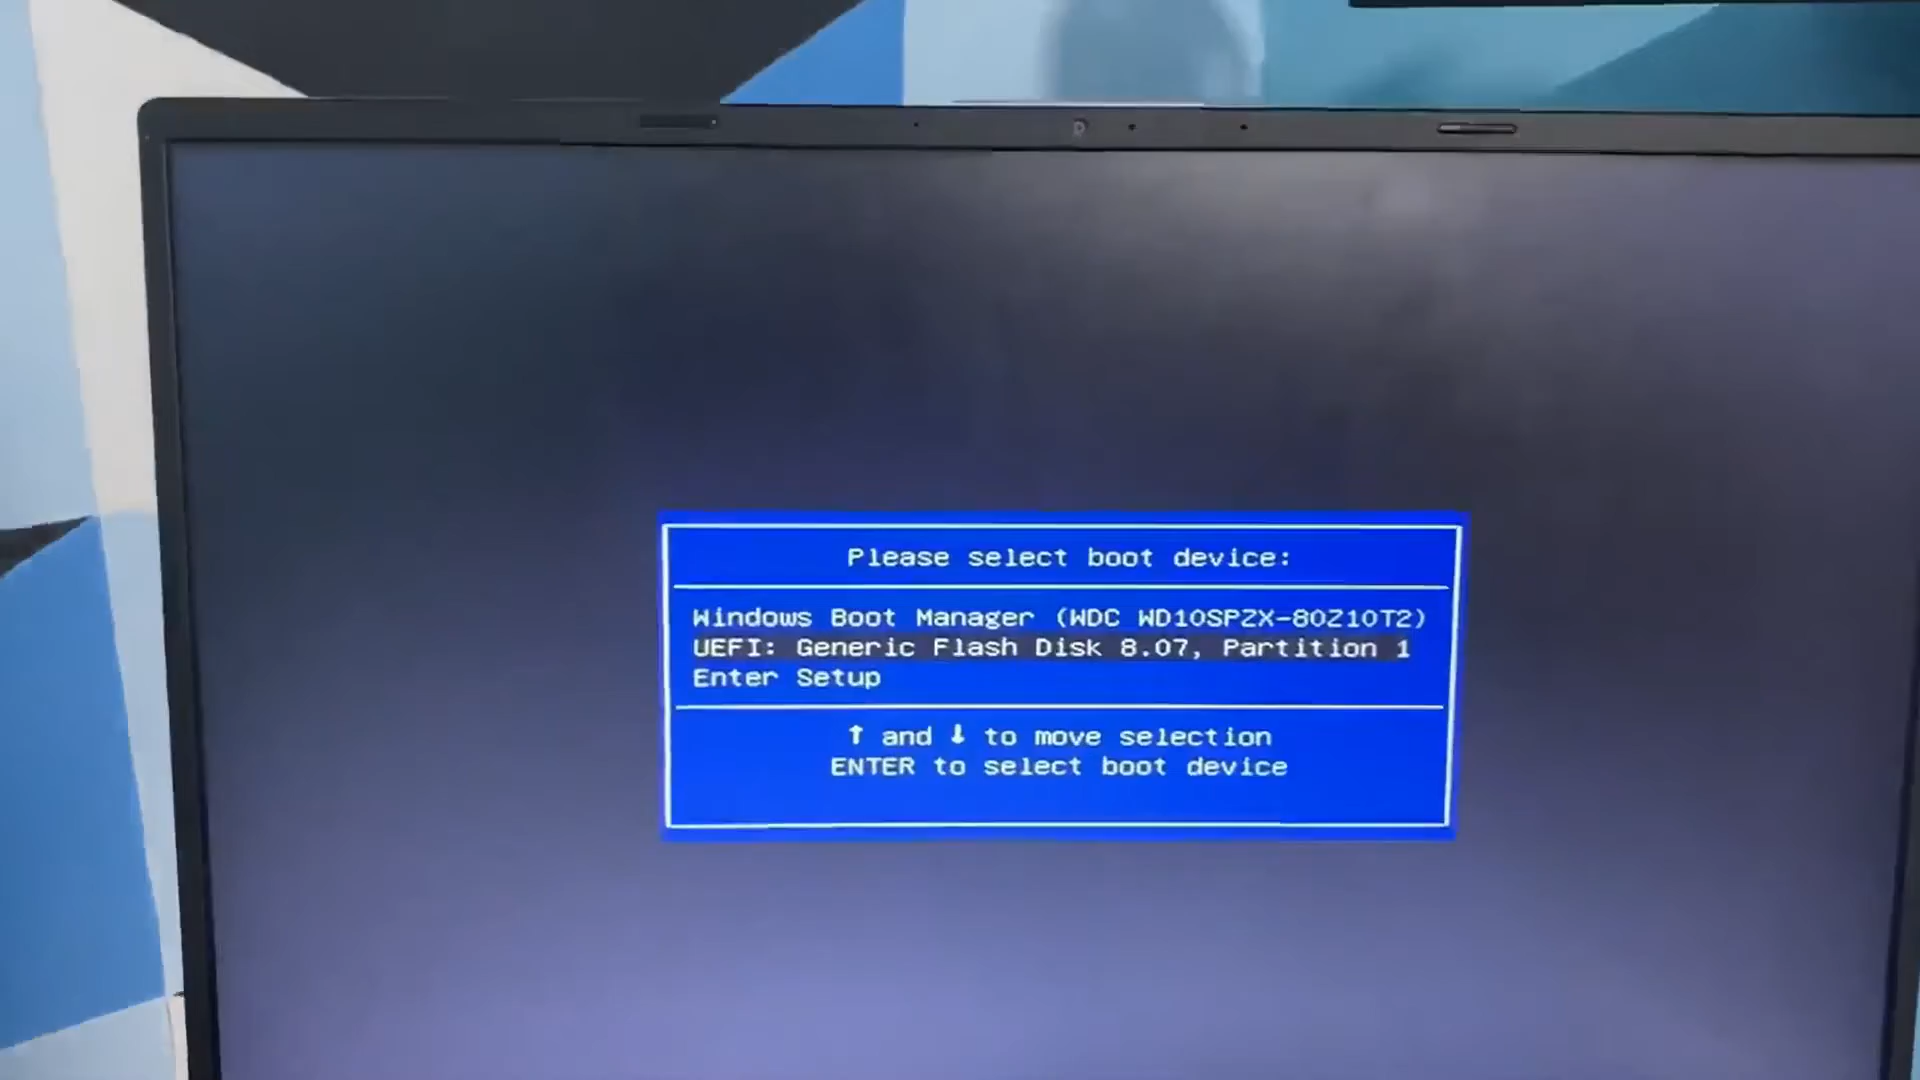 Please select boot device:
Windows Boot Manager (WDC WD10SPZX-80Z10T2)
UEFI: Generic Flash Disk 8.07, Partition 1
Enter Setup
↑ and ↓ to move selection
ENTER to select boot device